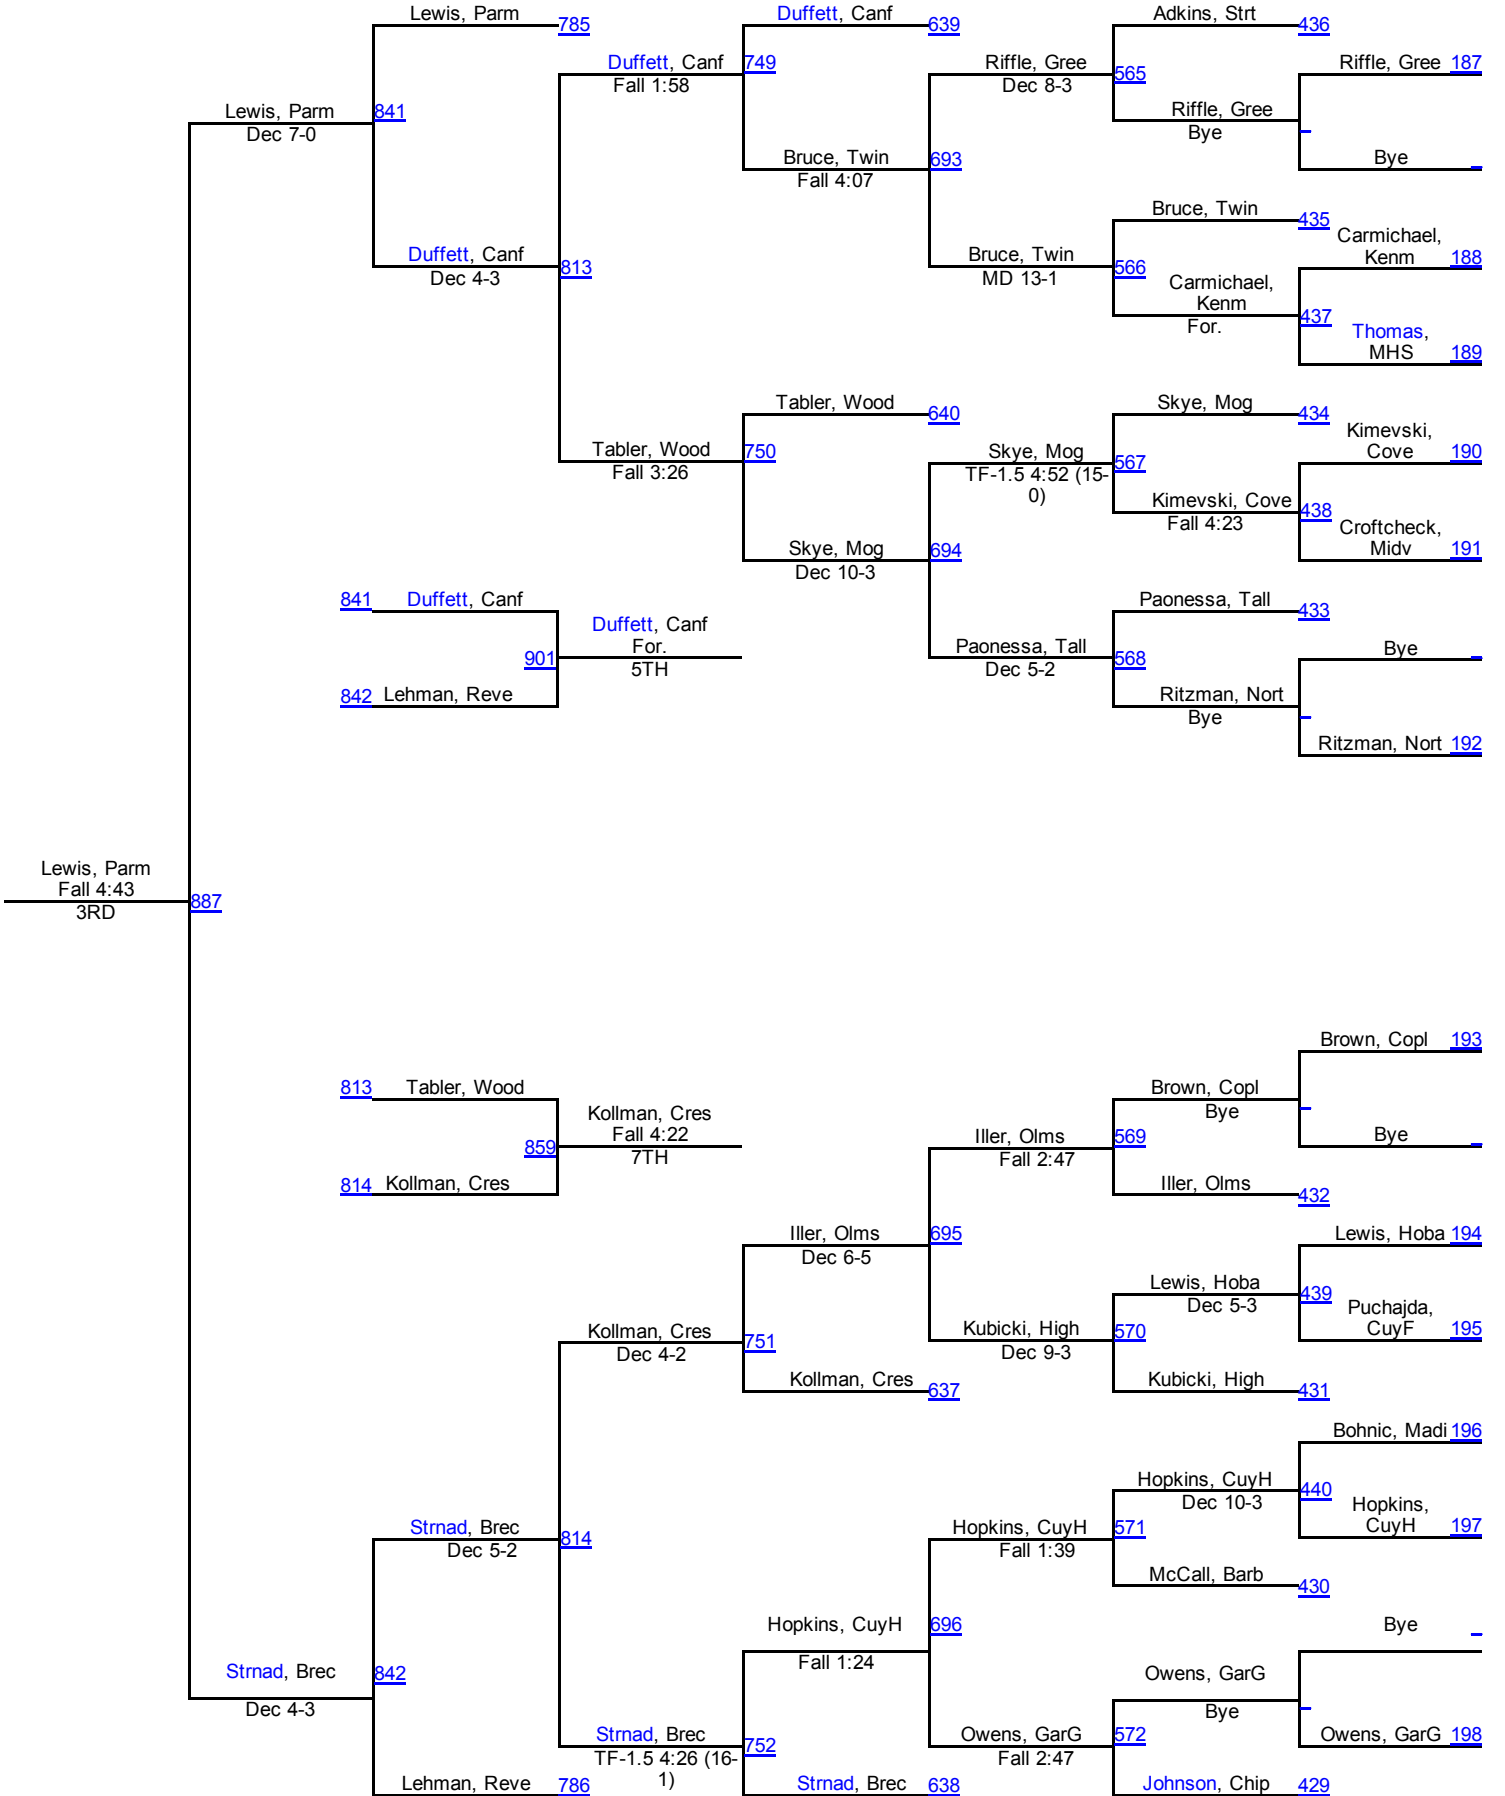 Lewis, Parm
785
Duffett, Canf
639
Adkins, Strt
436
Duffett, Canf
Fall 1:58
749
Riffle, Gree
Dec 8-3
565
Riffle, Gree 187
Lewis, Parm
Dec 7-0
841
Riffle, Gree
Bye
Bruce, Twin
Fall 4:07
693
Bye
Bruce, Twin
435
Carmichael,
Kenm 188
Duffett, Canf
Dec 4-3
813
Bruce, Twin
MD 13-1
566
Carmichael,
Kenm
For.
437
Thomas,
MHS 189
Tabler, Wood
640
Skye, Mog
434
Tabler, Wood
Fall 3:26
750
Skye, Mog
TF-1.5 4:52 (15-
0)
567
Kimevski,
Cove 190
Kimevski, Cove
Fall 4:23
438
Skye, Mog
Dec 10-3
694
Croftcheck,
Midv 191
841 Duffett, Canf
Paonessa, Tall
433
Duffett, Canf
For.
5TH
901
Paonessa, Tall
Dec 5-2
568
Bye
842 Lehman, Reve
Ritzman, Nort
Bye
Ritzman, Nort 192
Lewis, Parm
Fall 4:43
3RD
887
Brown, Copl 193
813 Tabler, Wood
Brown, Copl
Bye
Kollman, Cres
Fall 4:22
7TH
859
Iller, Olms
Fall 2:47
569
Bye
814 Kollman, Cres
Iller, Olms
432
Iller, Olms
Dec 6-5
695
Lewis, Hoba 194
Lewis, Hoba
Dec 5-3
439
Puchajda,
CuyF 195
Kollman, Cres
Dec 4-2
751
Kubicki, High
Dec 9-3
570
Kollman, Cres
637
Kubicki, High
431
Bohnic, Madi 196
Hopkins, CuyH
Dec 10-3
440
Hopkins,
CuyH 197
Strnad, Brec
Dec 5-2
814
Hopkins, CuyH
Fall 1:39
571
McCall, Barb
430
Hopkins, CuyH
Fall 1:24
696
Bye
Strnad, Brec
Dec 4-3
842
Owens, GarG
Bye
Strnad, Brec
TF-1.5 4:26 (16-
1)
752
Owens, GarG
Fall 2:47
572
Owens, GarG 198
Lehman, Reve
786
Strnad, Brec
638
Johnson, Chip
429